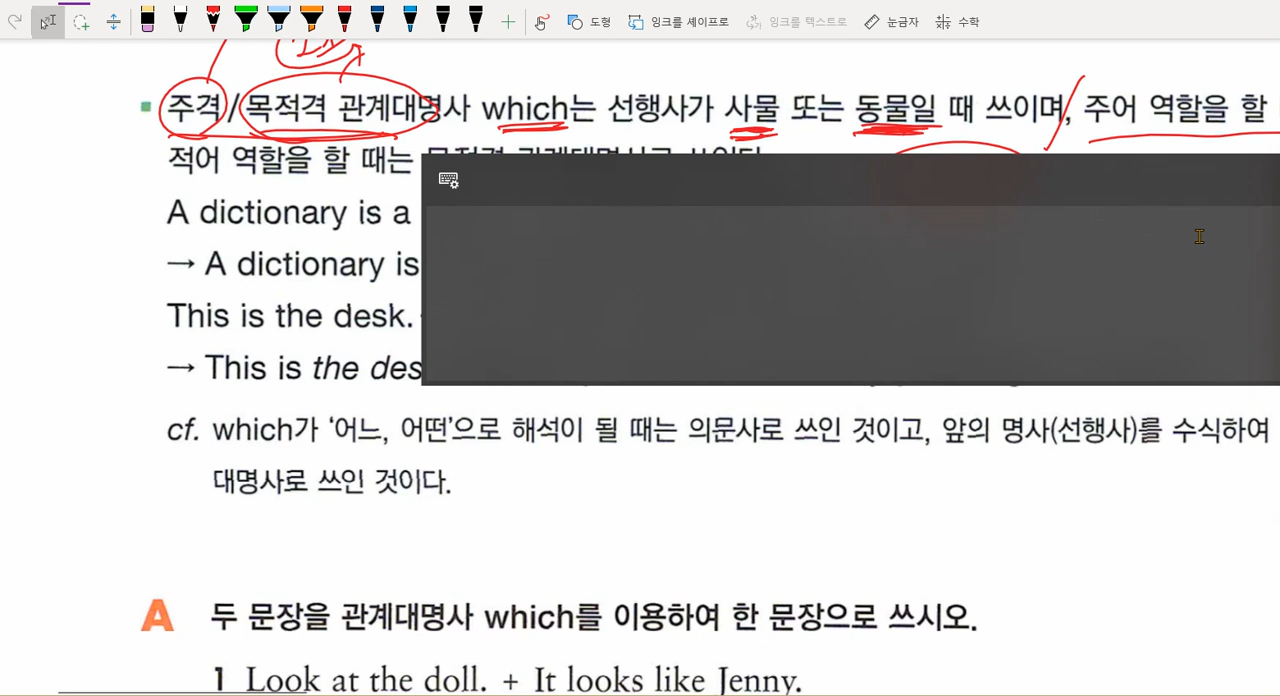 도형 잉크를 셰이프로 잉크를 텍스트로 눈금자 수학
주격/목적격 관계대명사 which는 선행사가 사물 또는 동물일 때 쓰이며, 주어 역할을 할
적어 역할을 할 때는
A dictionary is a
→ A dictionary is
This is the desk.
→ This is the des
cf. which가 ‘어느, 어떤’으로 해석이 될 때는 의문사로 쓰인 것이고, 앞의 명사(선행사)를 수식하여
대명사로 쓰인 것이다.
A 두 문장을 관계대명사 which를 이용하여 한 문장으로 쓰시오.
1 Look at the doll. + It looks like Jenny.